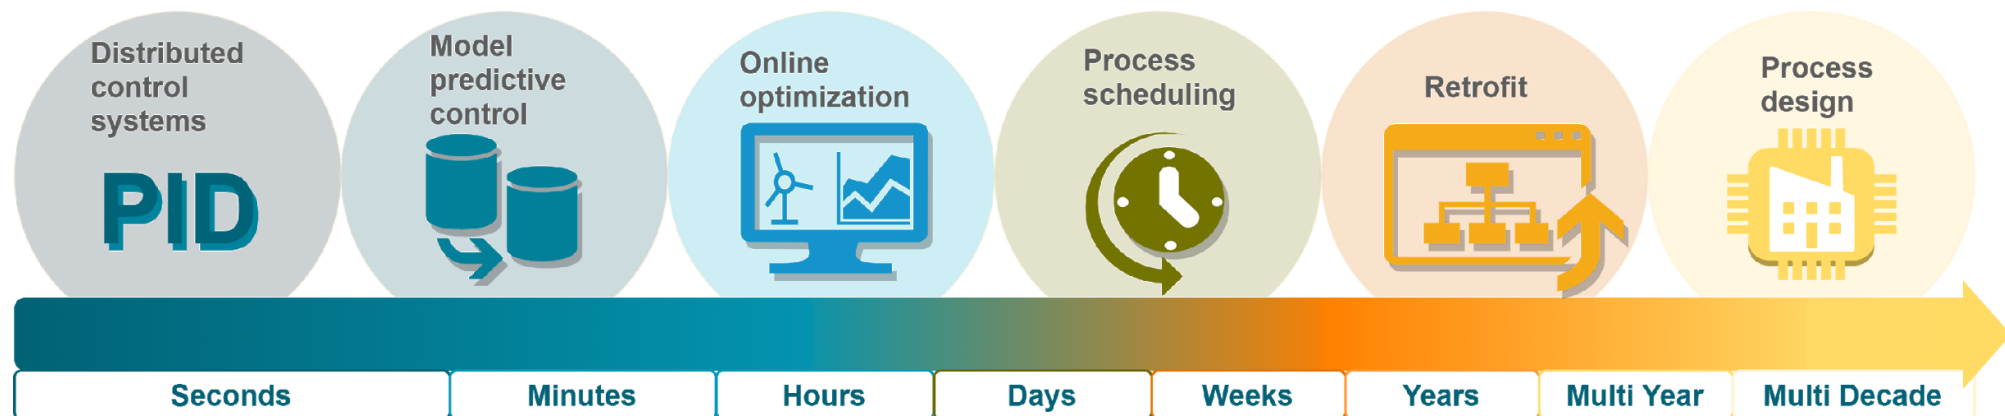 Distributed
control
systems
PID
Model
predictive
control
Online
optimization
Process
scheduling
Retrofit
Process
design
Seconds
Minutes
Hours
Days
Weeks
Years
Multi Year
Multi Decade